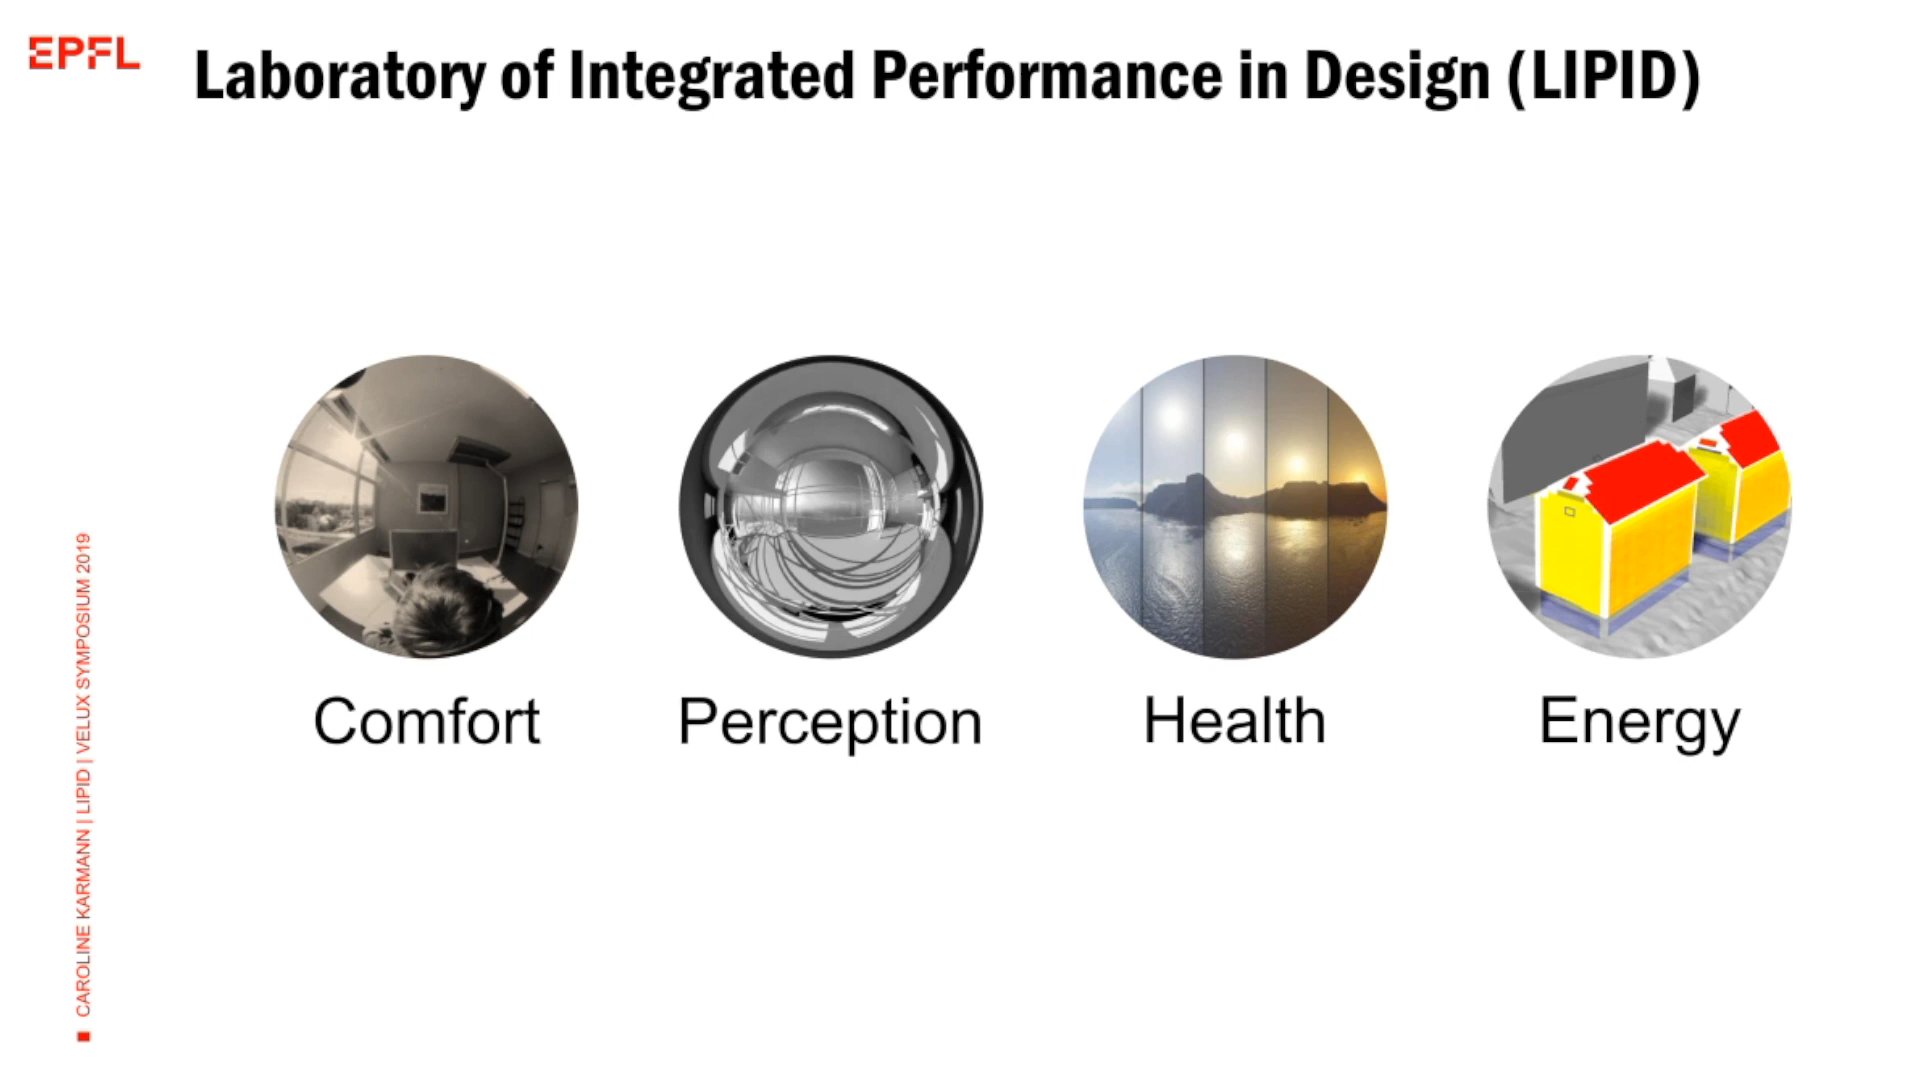 EPFL
Laboratory of Integrated Performance in Design (LIPID)
Comfort
Perception
Health
Energy
CAROLINE KARMANN | LIPID | VELUX SYMPOSIUM 2019